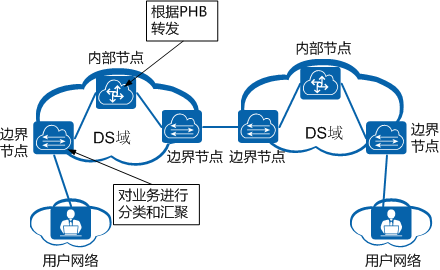 根据PHB
转发
内部节点
内部节点
边界
节点
DS域
边界节点
边界节点
DS域
边界
节点
对业务进行
分类和汇聚
用户网络
用户网络